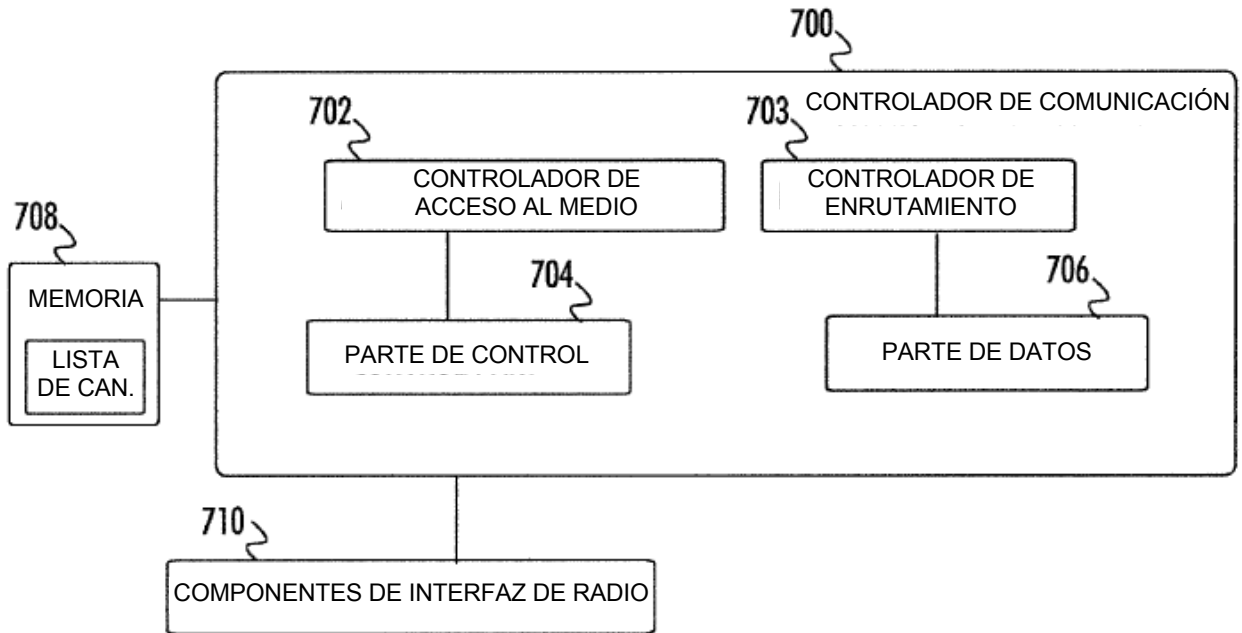 700
CONTROLADOR DE COMUNICACIÓN
702
CONTROLADOR DE
ACCESO AL MEDIO
703
CONTROLADOR DE
ENRUTAMIENTO
708
MEMORIA
LISTA
DE CAN.
704
PARTE DE CONTROL
706
PARTE DE DATOS
710
COMPONENTES DE INTERFAZ DE RADIO